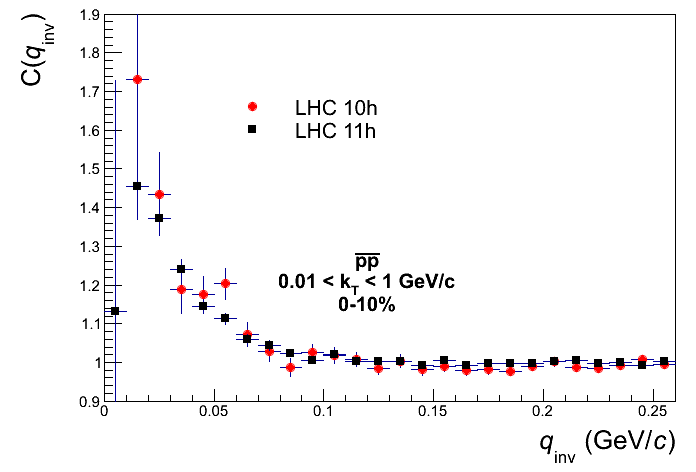 C(q_inv)
1.9
1.8
1.7
1.6
1.5
1.4
1.3
1.2
1.1
1
0.9
LHC 10h
LHC 11h
p̅p̅
0.01 < k_T < 1 GeV/c
0-10%
0 0.05 0.1 0.15 0.2 0.25
q_inv (GeV/c)